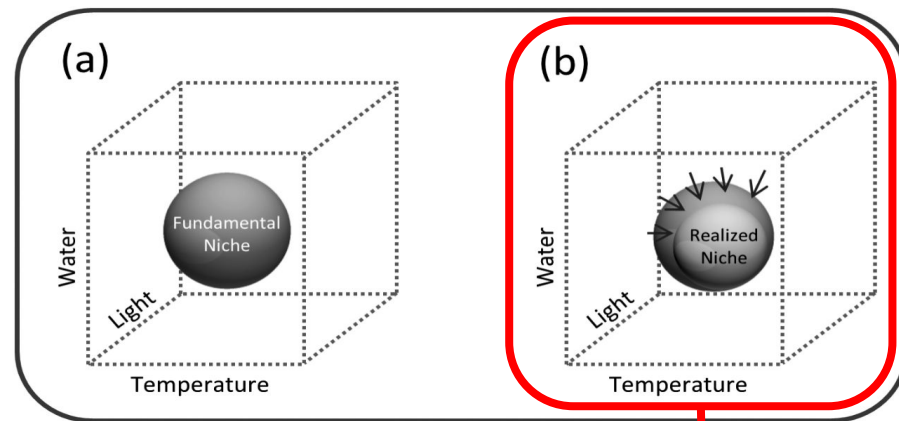 (a)
Fundamental
Niche
Water
Light
Temperature
(b)
Realized
Niche
Water
Light
Temperature